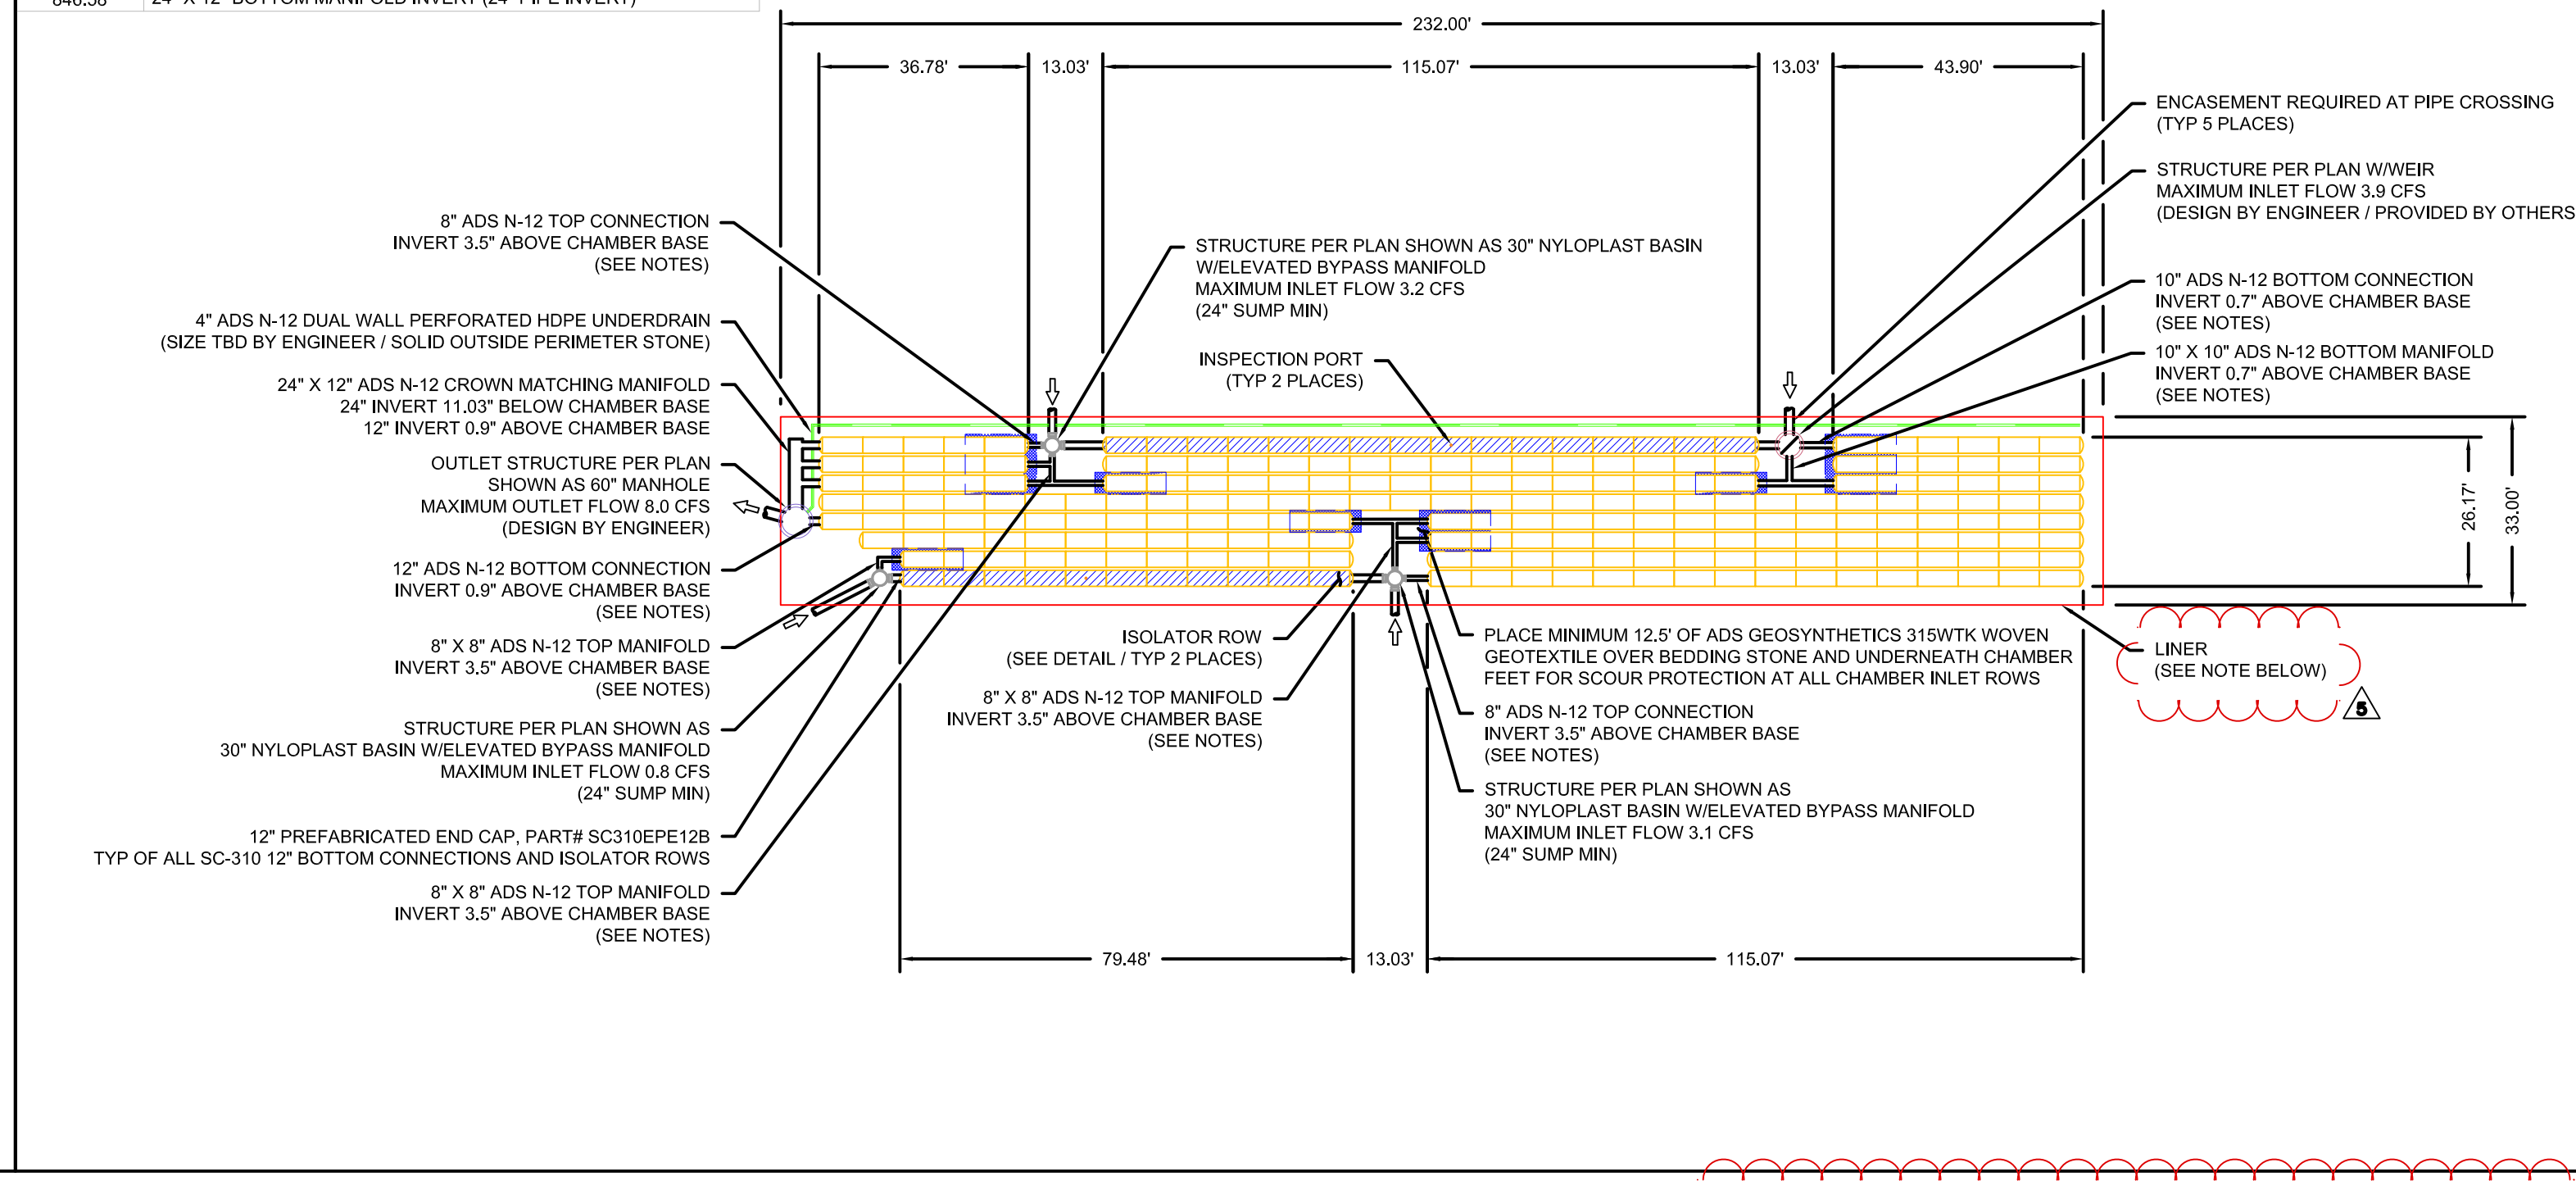 846.58 24" X 12" BOTTOM MANIFOLD INVERT (24" PIPE INVERT)
232.00'
36.78'
13.03'
115.07'
13.03'
43.90'
ENCASEMENT REQUIRED AT PIPE CROSSING
(TYP 5 PLACES)
STRUCTURE PER PLAN W/WEIR
MAXIMUM INLET FLOW 3.9 CFS
(DESIGN BY ENGINEER / PROVIDED BY OTHERS
10" ADS N-12 BOTTOM CONNECTION
INVERT 0.7" ABOVE CHAMBER BASE
(SEE NOTES)
10" X 10" ADS N-12 BOTTOM MANIFOLD
INVERT 0.7" ABOVE CHAMBER BASE
(SEE NOTES)
8" ADS N-12 TOP CONNECTION
INVERT 3.5" ABOVE CHAMBER BASE
(SEE NOTES)
STRUCTURE PER PLAN SHOWN AS 30" NYLOPLAST BASIN
W/ELEVATED BYPASS MANIFOLD
MAXIMUM INLET FLOW 3.2 CFS
(24" SUMP MIN)
INSPECTION PORT
(TYP 2 PLACES)
4" ADS N-12 DUAL WALL PERFORATED HDPE UNDERDRAIN
(SIZE TBD BY ENGINEER / SOLID OUTSIDE PERIMETER STONE)
24" X 12" ADS N-12 CROWN MATCHING MANIFOLD
24" INVERT 11.03" BELOW CHAMBER BASE
12" INVERT 0.9" ABOVE CHAMBER BASE
OUTLET STRUCTURE PER PLAN
SHOWN AS 60" MANHOLE
MAXIMUM OUTLET FLOW 8.0 CFS
(DESIGN BY ENGINEER)
12" ADS N-12 BOTTOM CONNECTION
INVERT 0.9" ABOVE CHAMBER BASE
(SEE NOTES)
8" X 8" ADS N-12 TOP MANIFOLD
INVERT 3.5" ABOVE CHAMBER BASE
(SEE NOTES)
STRUCTURE PER PLAN SHOWN AS
30" NYLOPLAST BASIN W/ELEVATED BYPASS MANIFOLD
MAXIMUM INLET FLOW 0.8 CFS
(24" SUMP MIN)
12" PREFABRICATED END CAP, PART# SC310EPE12B
TYP OF ALL SC-310 12" BOTTOM CONNECTIONS AND ISOLATOR ROWS
8" X 8" ADS N-12 TOP MANIFOLD
INVERT 3.5" ABOVE CHAMBER BASE
(SEE NOTES)
26.17'
33.00'
ISOLATOR ROW
(SEE DETAIL / TYP 2 PLACES)
8" X 8" ADS N-12 TOP MANIFOLD
INVERT 3.5" ABOVE CHAMBER BASE
(SEE NOTES)
PLACE MINIMUM 12.5' OF ADS GEOSYNTHETICS 315WTK WOVEN
GEOTEXTILE OVER BEDDING STONE AND UNDERNEATH CHAMBER
FEET FOR SCOUR PROTECTION AT ALL CHAMBER INLET ROWS
8" ADS N-12 TOP CONNECTION
INVERT 3.5" ABOVE CHAMBER BASE
(SEE NOTES)
STRUCTURE PER PLAN SHOWN AS
30" NYLOPLAST BASIN W/ELEVATED BYPASS MANIFOLD
MAXIMUM INLET FLOW 3.1 CFS
(24" SUMP MIN)
LINER
(SEE NOTE BELOW)
5
79.48'
13.03'
115.07'